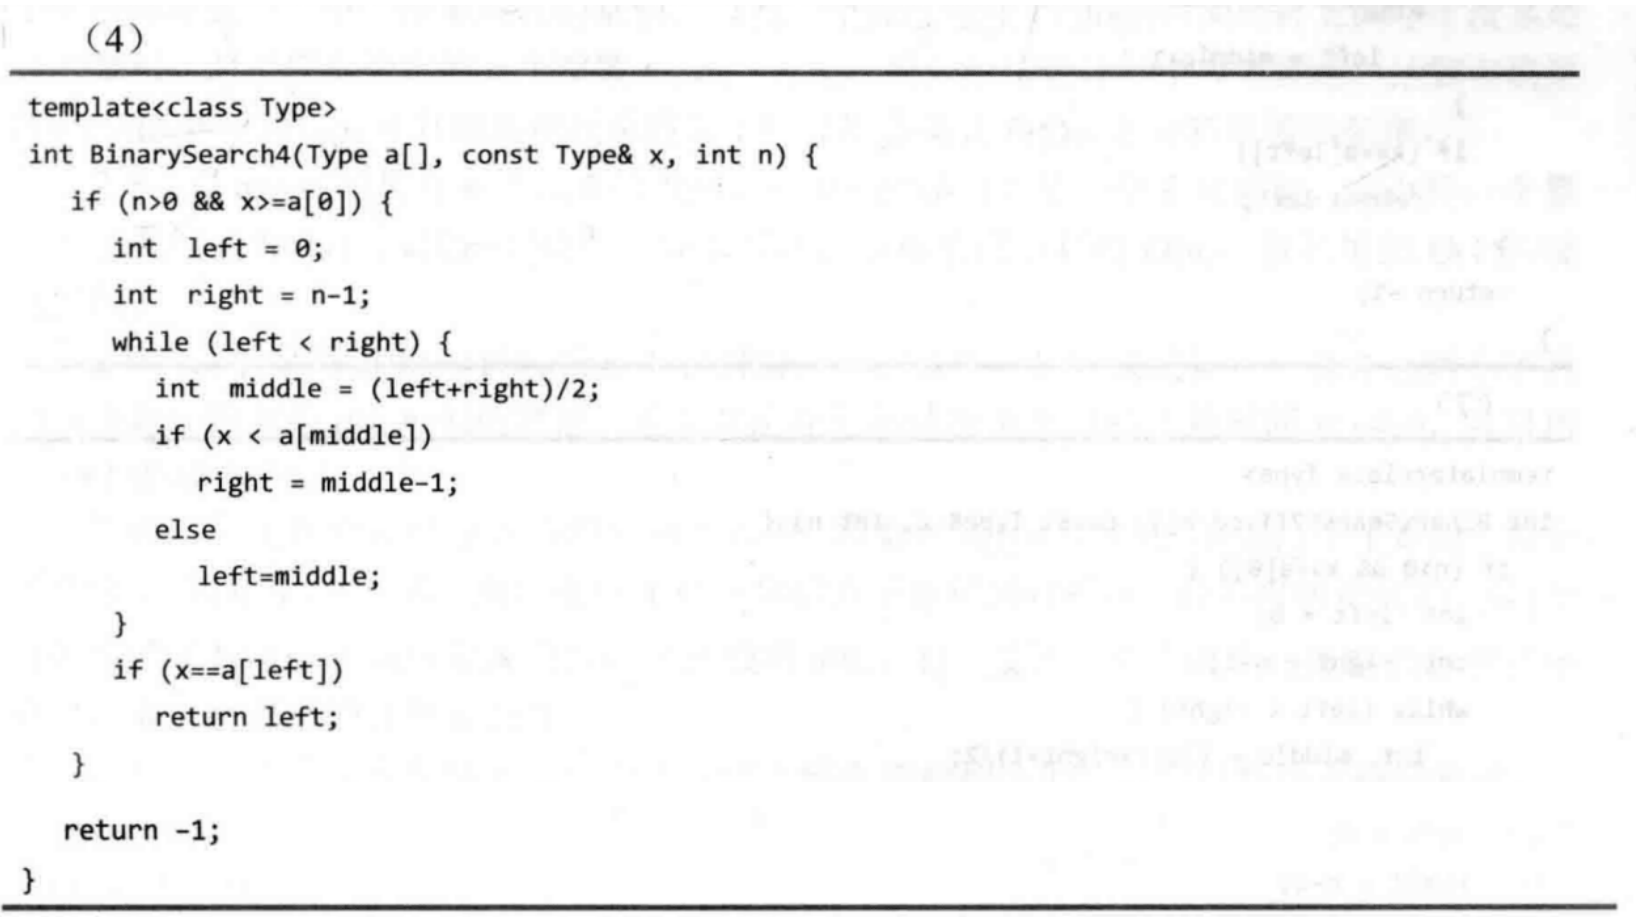 （4）
template<class Type>
int BinarySearch4(Type a[], const Type& x, int n) {
if (n>0 && x>=a[0]) {
int left = 0;
int right = n-1;
while (left < right) {
int middle = (left+right)/2;
if (x < a[middle])
right = middle-1;
else
left=middle;
}
if (x==a[left])
return left;
}
return -1;
}